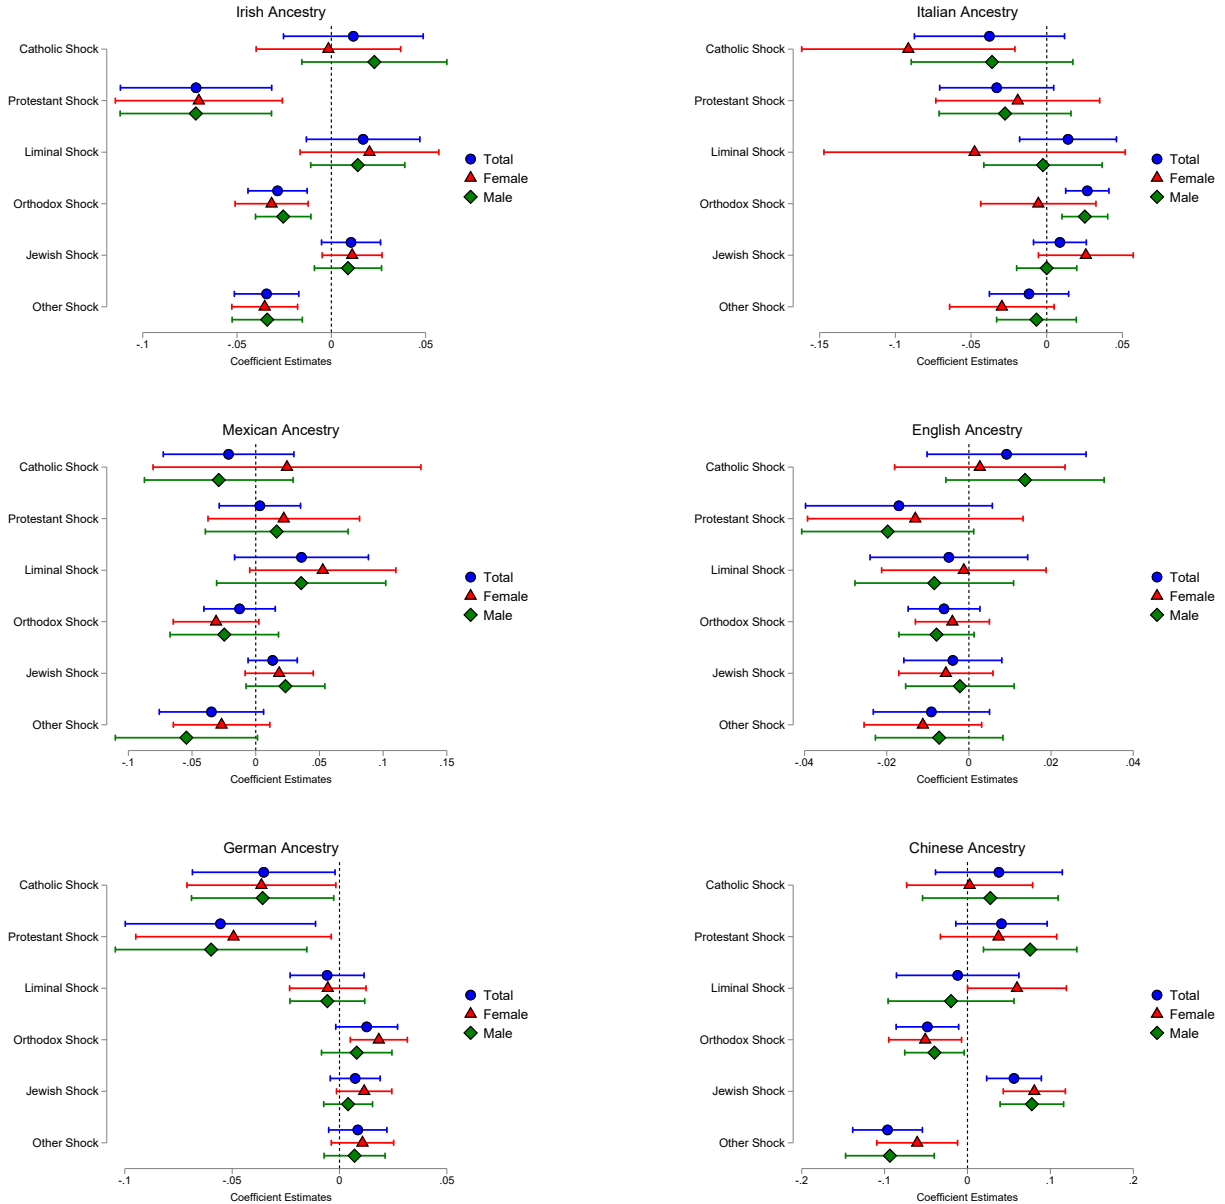 Irish Ancestry
Catholic Shock
Protestant Shock
Liminal Shock
Orthodox Shock
Jewish Shock
Other Shock
-.1 -.05 0 .05
Coefficient Estimates
Total
Female
Male
Italian Ancestry
Catholic Shock
Protestant Shock
Liminal Shock
Orthodox Shock
Jewish Shock
Other Shock
-.15 -.1 -.05 0 .05
Coefficient Estimates
Total
Female
Male
Mexican Ancestry
Catholic Shock
Protestant Shock
Liminal Shock
Orthodox Shock
Jewish Shock
Other Shock
-.1 -.05 0 .05 .1 .15
Coefficient Estimates
Total
Female
Male
English Ancestry
Catholic Shock
Protestant Shock
Liminal Shock
Orthodox Shock
Jewish Shock
Other Shock
-.04 -.02 0 .02 .04
Coefficient Estimates
Total
Female
Male
German Ancestry
Catholic Shock
Protestant Shock
Liminal Shock
Orthodox Shock
Jewish Shock
Other Shock
-.1 -.05 0 .05
Coefficient Estimates
Total
Female
Male
Chinese Ancestry
Catholic Shock
Protestant Shock
Liminal Shock
Orthodox Shock
Jewish Shock
Other Shock
-.2 -.1 0 .1 .2
Coefficient Estimates
Total
Female
Male